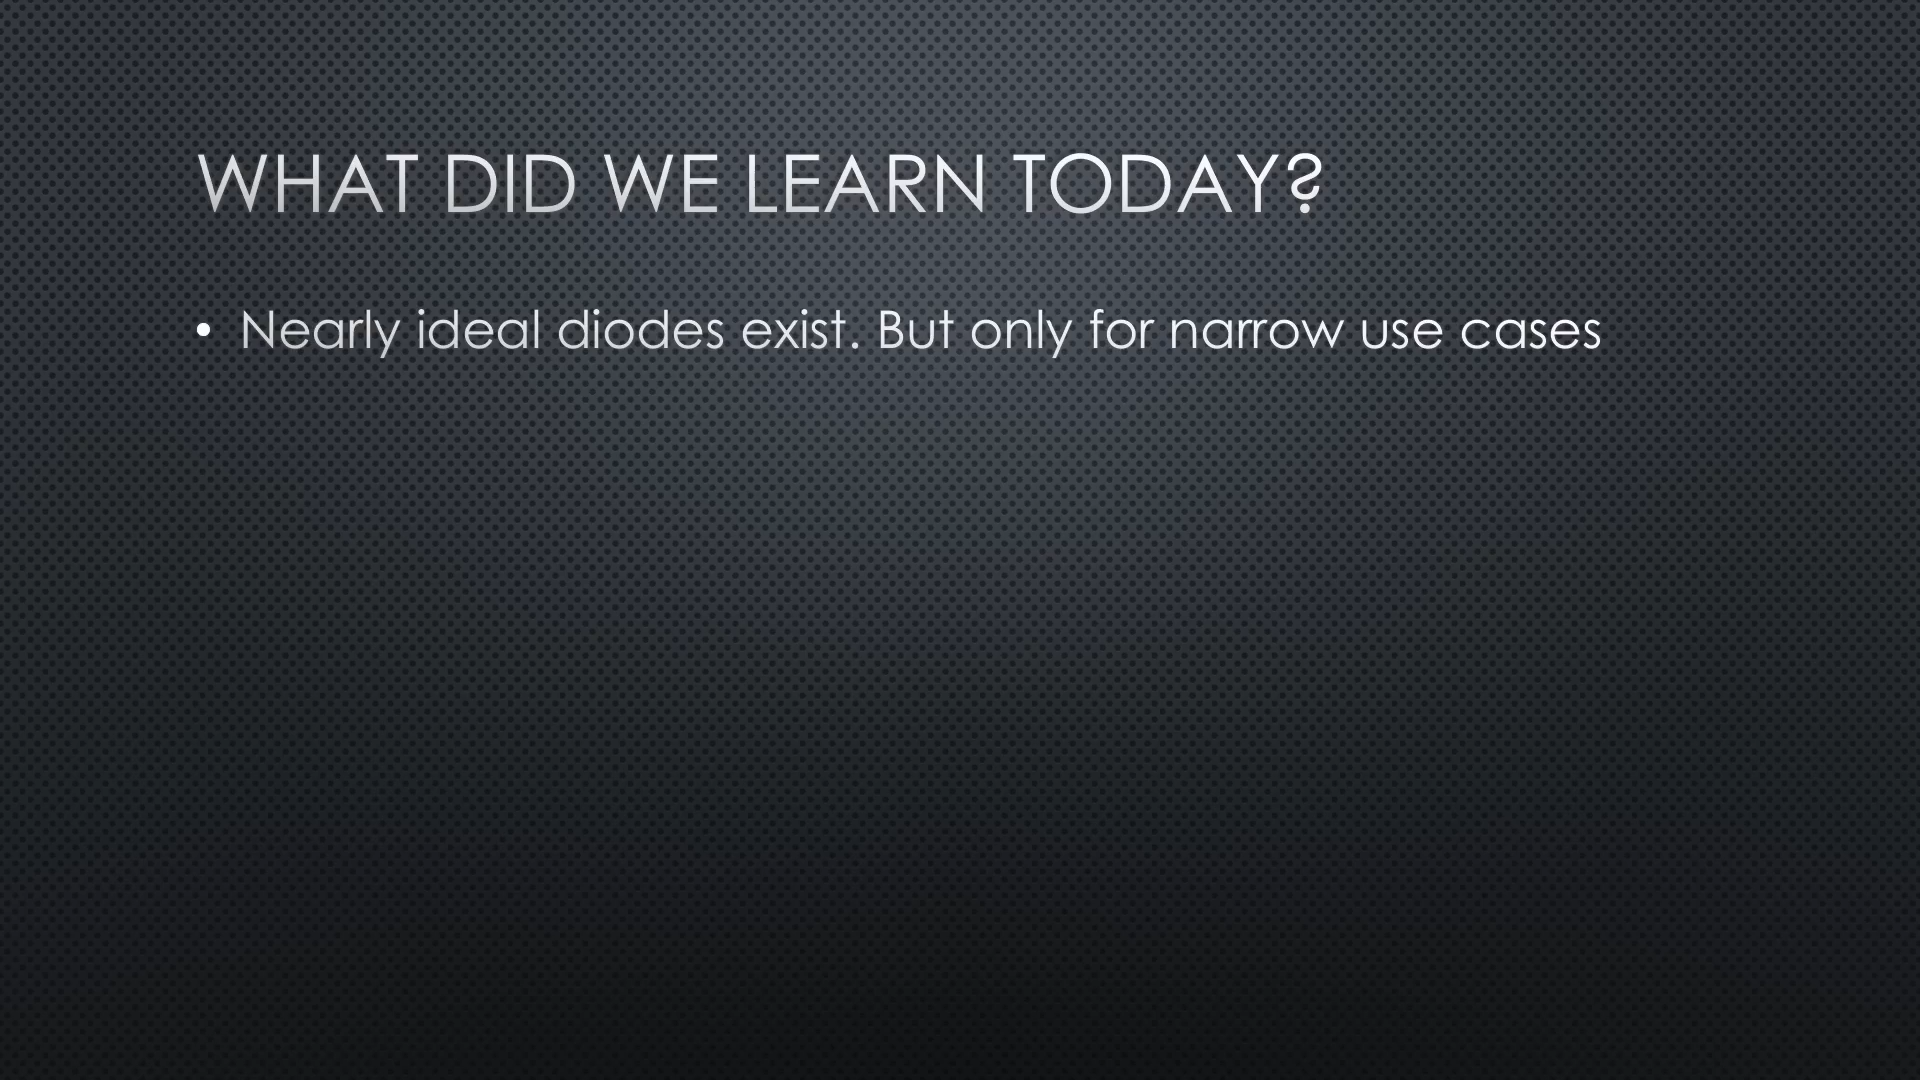 WHAT DID WE LEARN TODAY?
• Nearly ideal diodes exist. But only for narrow use cases